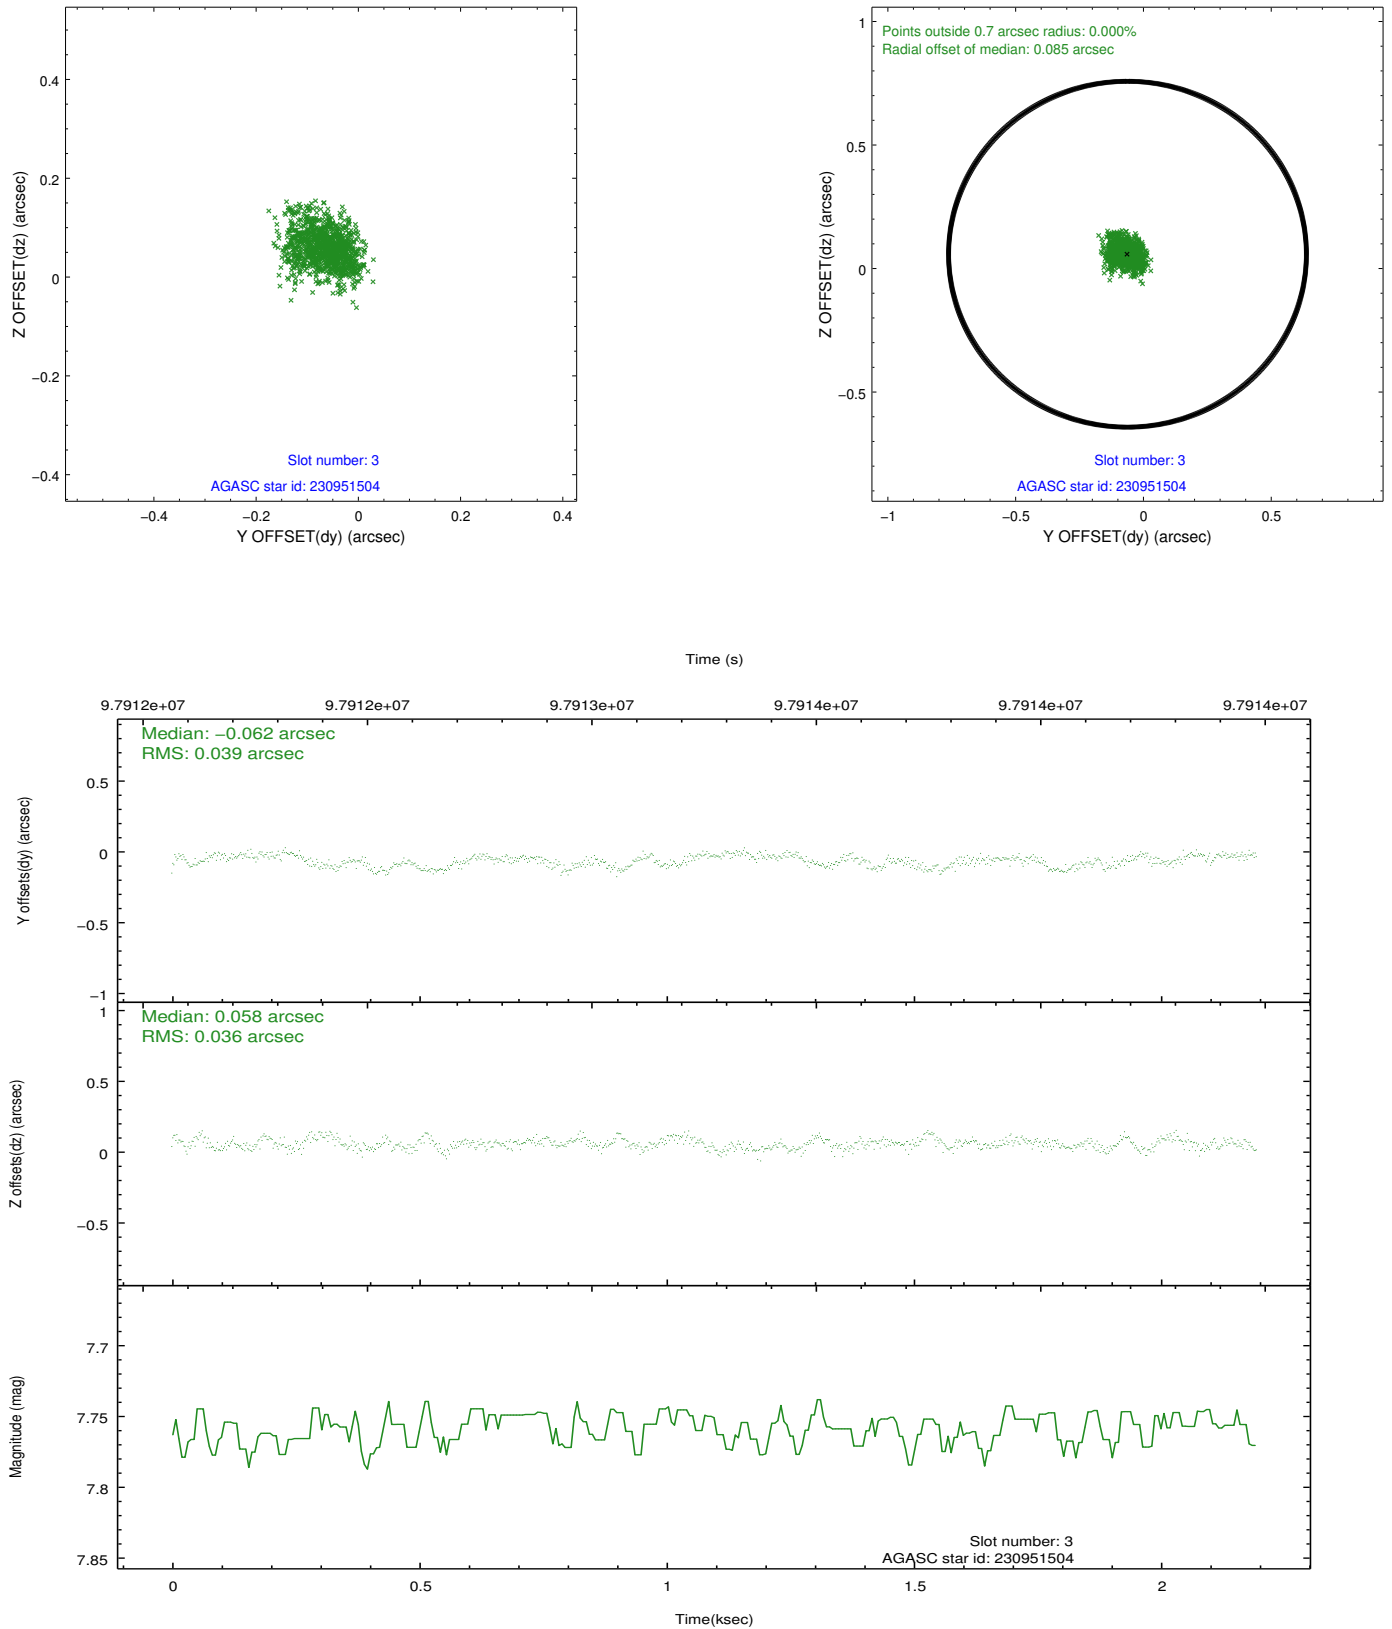 0.4
0.2
0
−0.2
−0.4
Z OFFSET(dz) (arcsec)
Slot number: 3
AGASC star id: 230951504
−0.4 −0.2 0 0.2 0.4
Y OFFSET(dy) (arcsec)
Points outside 0.7 arcsec radius: 0.000%
Radial offset of median: 0.085 arcsec
1
0.5
0
−0.5
Z OFFSET(dz) (arcsec)
Slot number: 3
AGASC star id: 230951504
−1 −0.5 0 0.5
Y OFFSET(dy) (arcsec)
Time (s)
9.7912e+07 9.7912e+07 9.7913e+07 9.7914e+07 9.7914e+07 9.7914e+07
Median: −0.062 arcsec
RMS: 0.039 arcsec
0.5
0
−0.5
−1
Y offsets(dy) (arcsec)
Median: 0.058 arcsec
RMS: 0.036 arcsec
1
0.5
0
−0.5
Z offsets(dz) (arcsec)
7.7
7.75
7.8
7.85
Magnitude (mag)
Slot number: 3
AGASC star id: 230951504
0 0.5 1 1.5 2
Time(ksec)